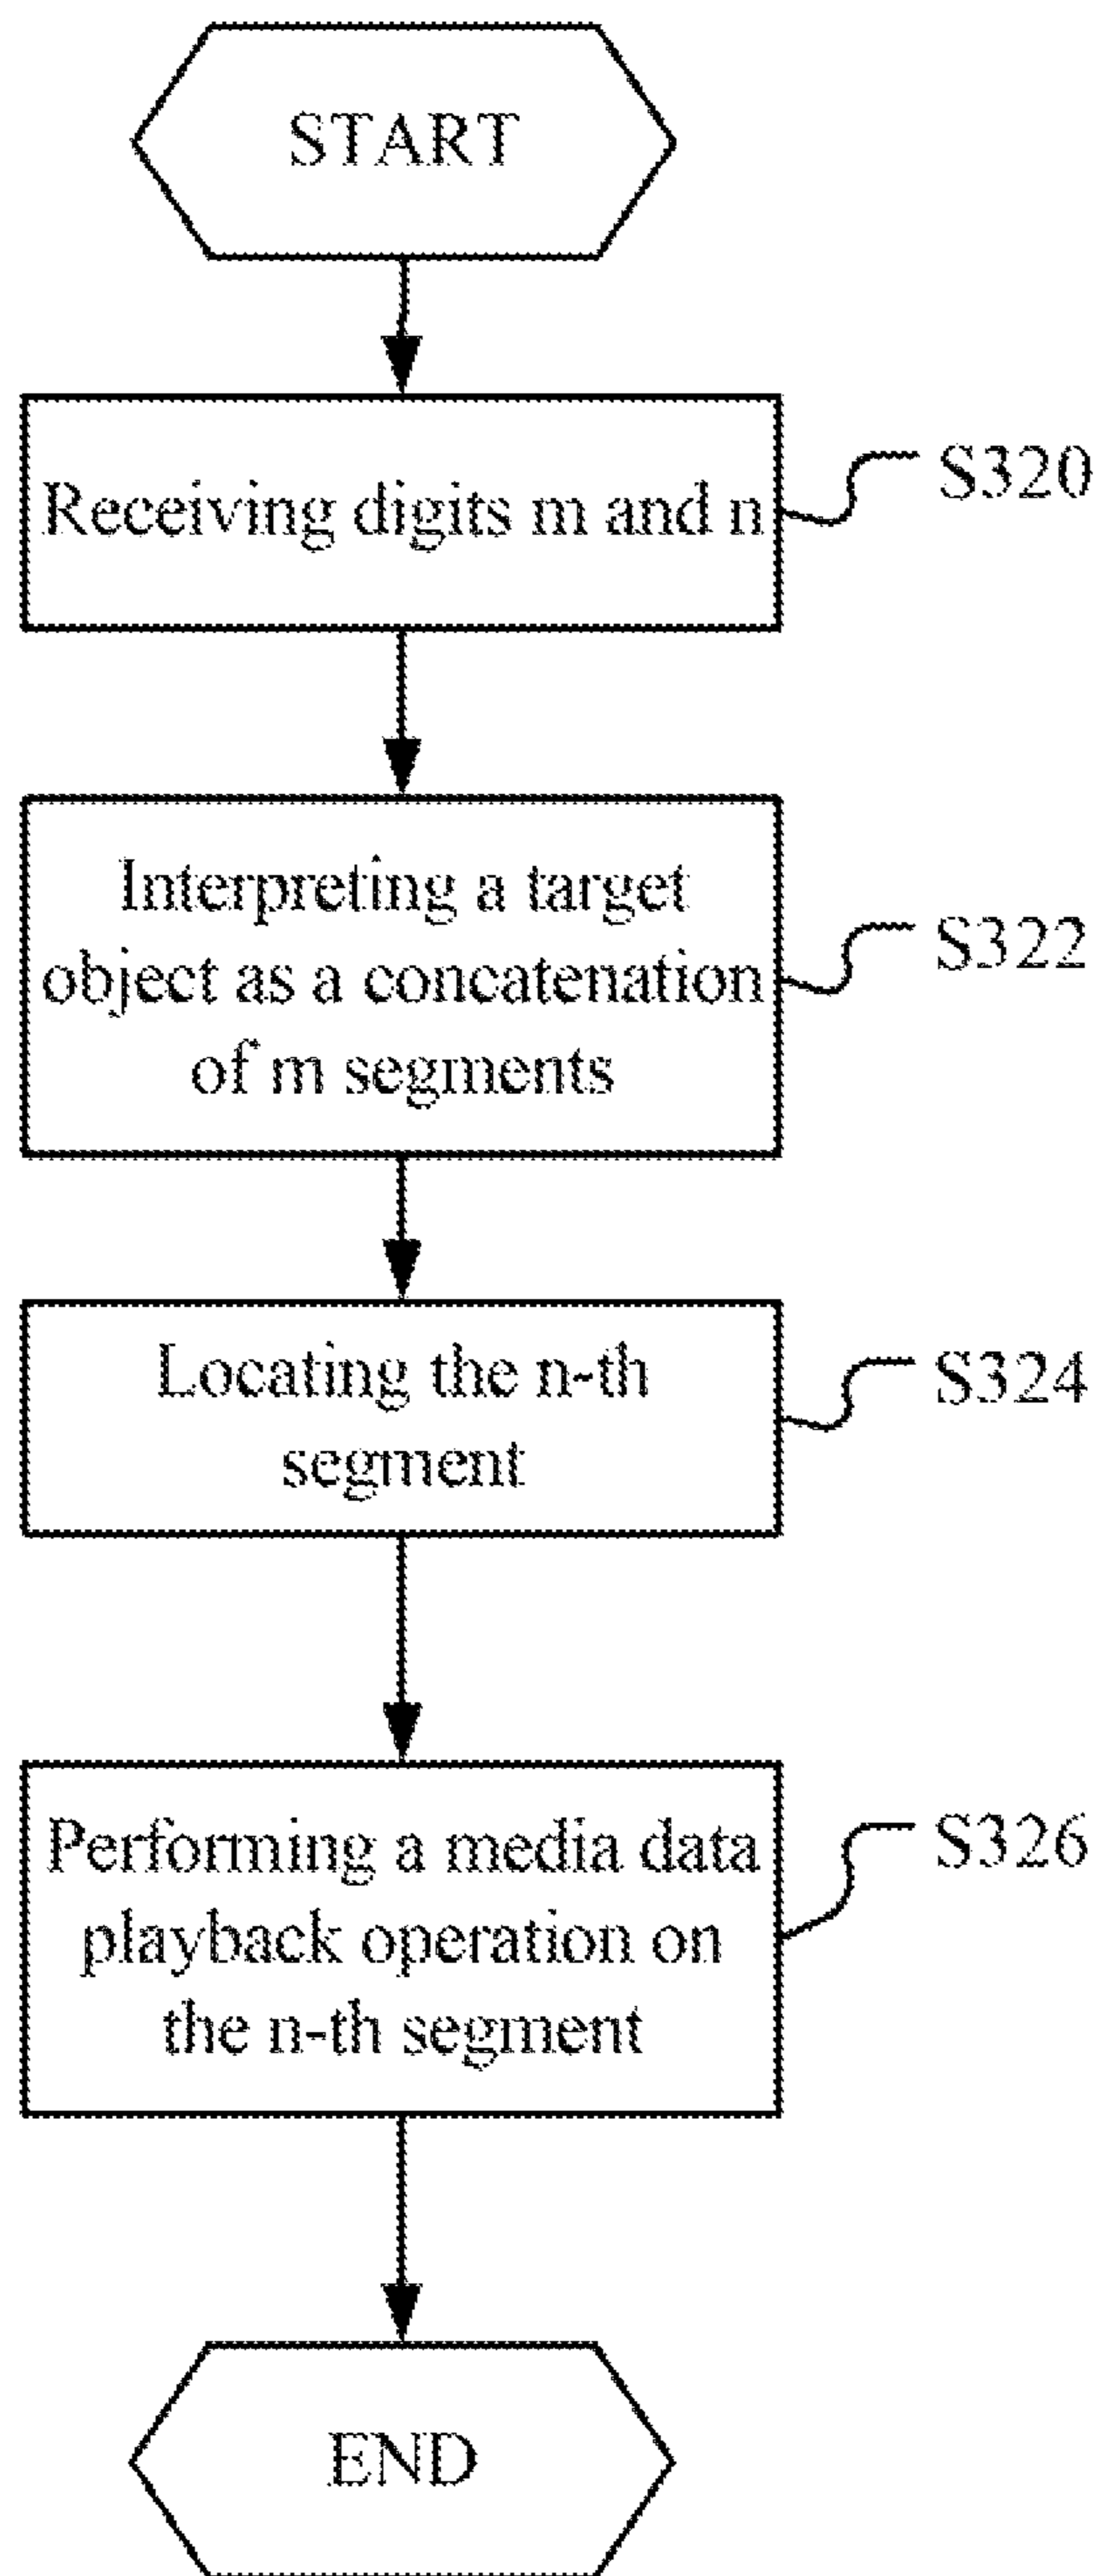 START
Receiving digits m and n
S320
Interpreting a target
object as a concatenation
of m segments
S322
Locating the n-th
segment
S324
Performing a media data
playback operation on
the n-th segment
S326
END